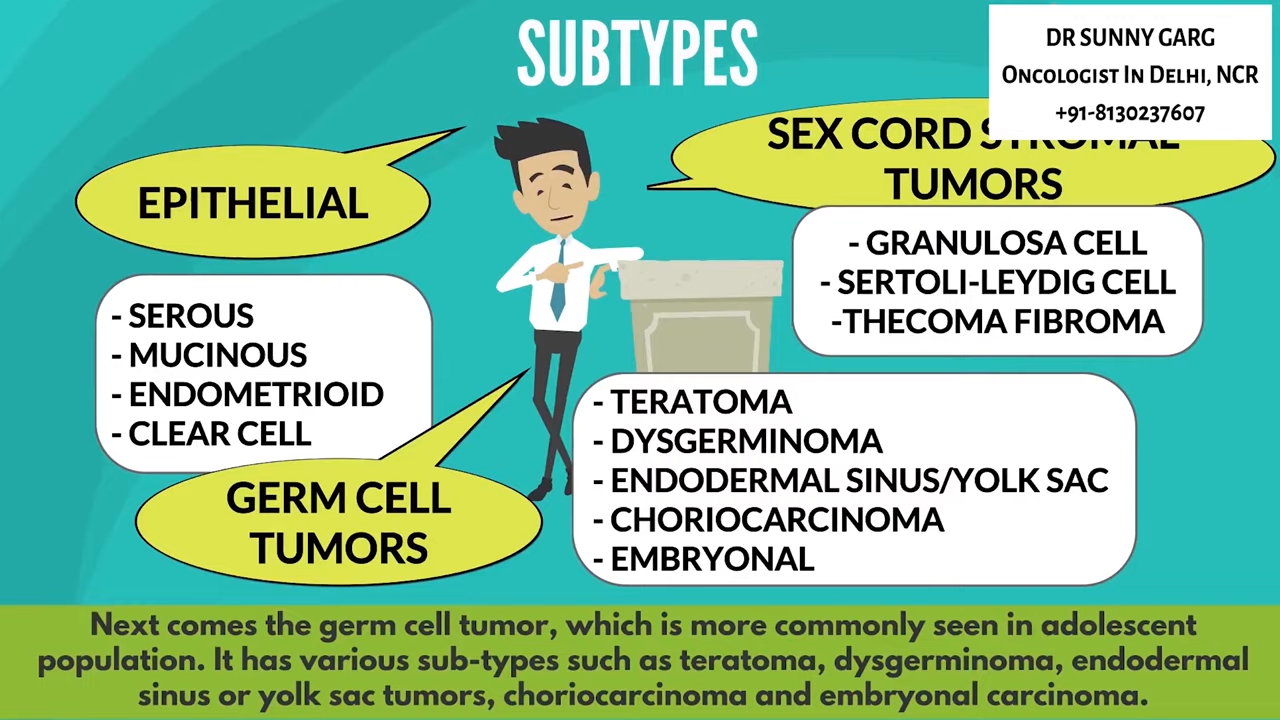 SUBTYPES
DR SUNNY GARG
ONCOLOGIST IN DELHI, NCR
+91-8130237607
EPITHELIAL
- SEROUS
- MUCINOUS
- ENDOMETRIOID
- CLEAR CELL
SEX CORD STROMAL
TUMORS
- GRANULOSA CELL
- SERTOLI-LEYDIG CELL
-THECOMA FIBROMA
GERM CELL
TUMORS
- TERATOMA
- DYSGERMINOMA
- ENDODERMAL SINUS/YOLK SAC
- CHORIOCARCINOMA
- EMBRYONAL
Next comes the germ cell tumor, which is more commonly seen in adolescent
population. It has various sub-types such as teratoma, dysgerminoma, endodermal
sinus or yolk sac tumors, choriocarcinoma and embryonal carcinoma.